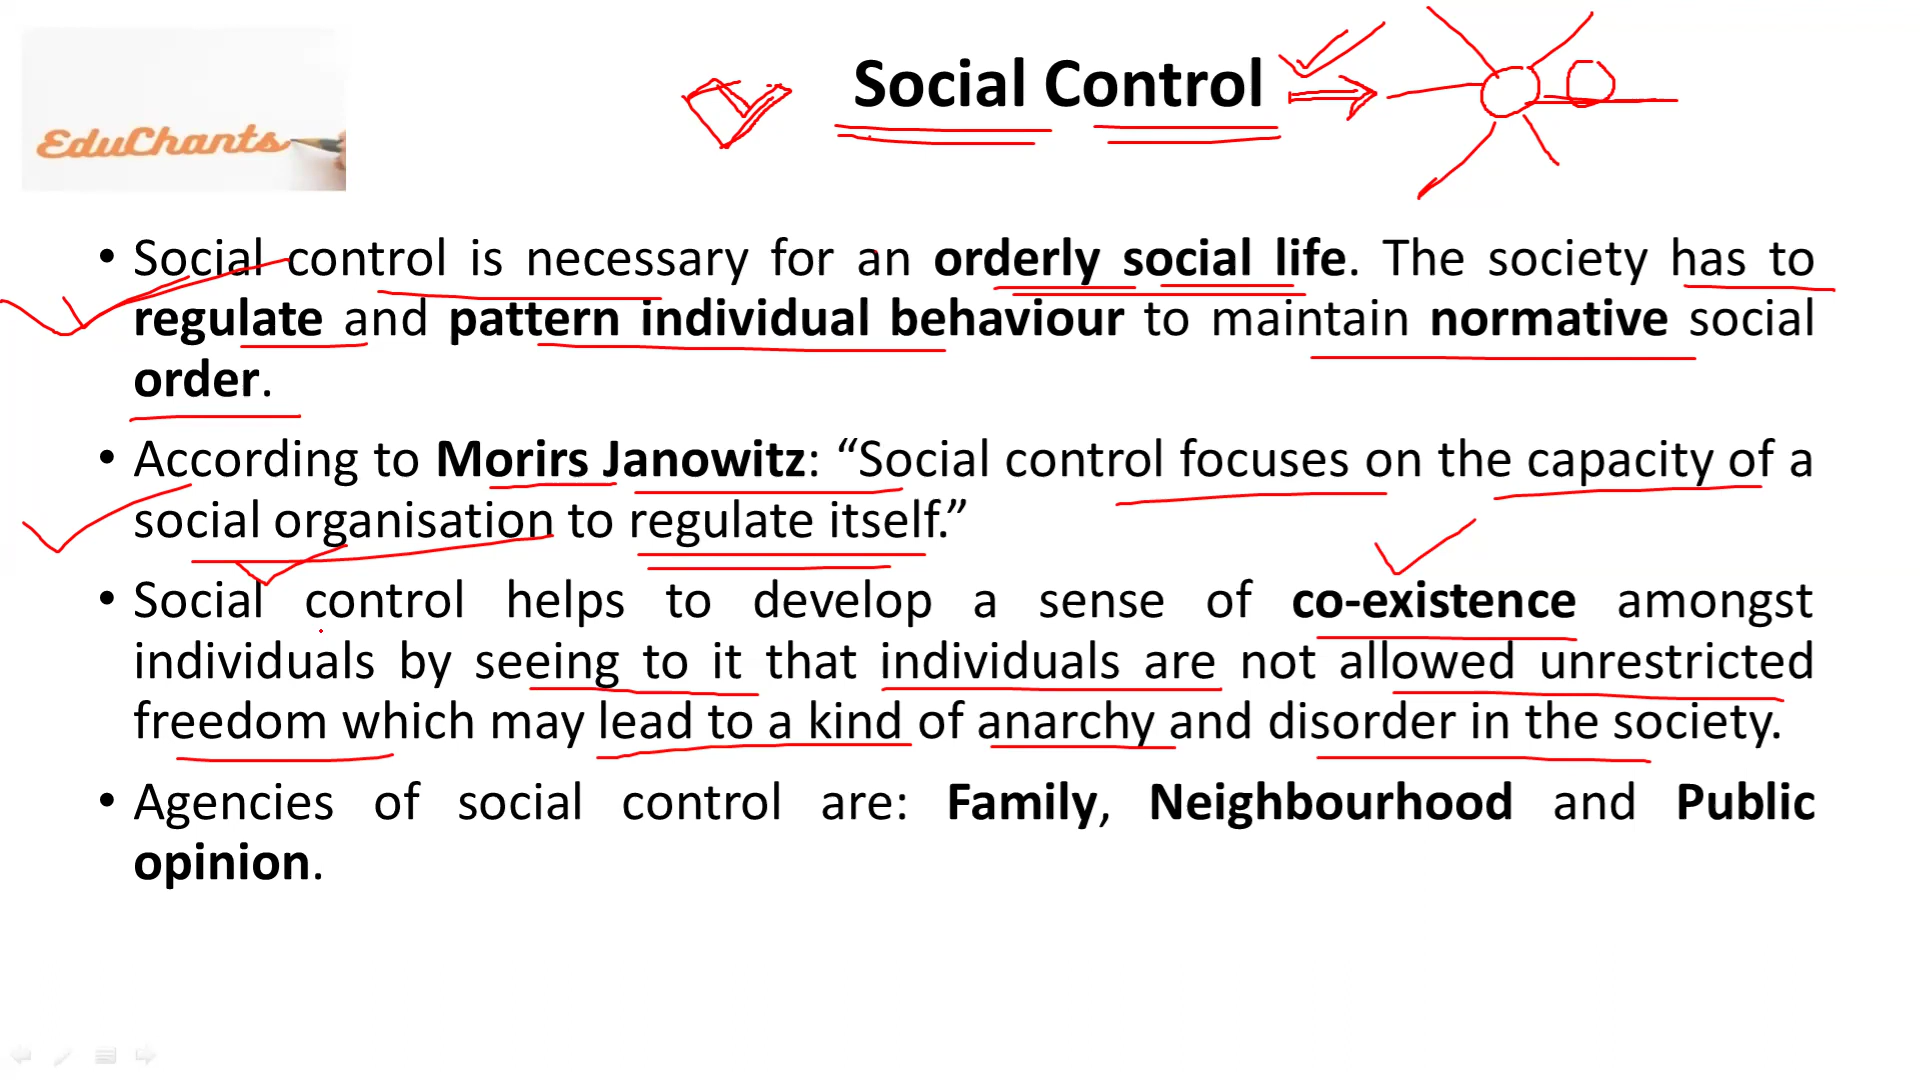 Social Control
EduChants
• Social control is necessary for an orderly social life. The society has to
regulate and pattern individual behaviour to maintain normative social
order.
• According to Morirs Janowitz: “Social control focuses on the capacity of a
social organisation to regulate itself.”
• Social control helps to develop a sense of co-existence amongst
individuals by seeing to it that individuals are not allowed unrestricted
freedom which may lead to a kind of anarchy and disorder in the society.
• Agencies of social control are: Family, Neighbourhood and Public
opinion.